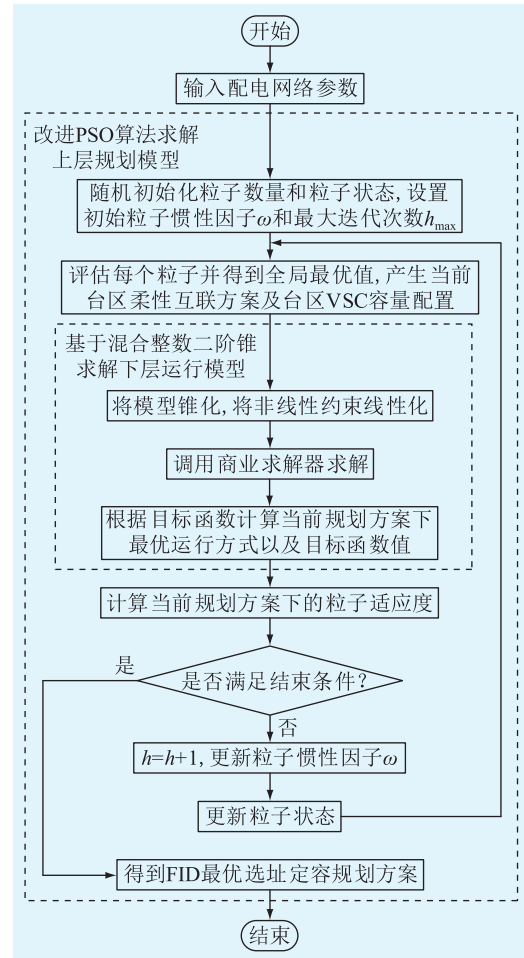 开始
输入配电网络参数
改进PSO算法求解
上层规划模型
随机初始化粒子数量和粒子状态,设置
初始粒子惯性因子ω和最大迭代次数hmax
评估每个粒子并得到全局最优值,产生当前
台区柔性互联方案及台区VSC容量配置
基于混合整数二阶锥
求解下层运行模型
将模型锥化,将非线性约束线性化
调用商业求解器求解
根据目标函数计算当前规划方案下
最优运行方式以及目标函数值
计算当前规划方案下的粒子适应度
是
是否满足结束条件?
否
h=h+1,更新粒子惯性因子ω
更新粒子状态
得到FID最优选址定容规划方案
结束